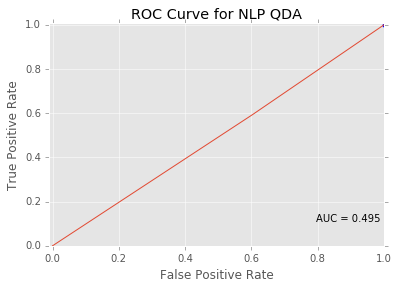 ROC Curve for NLP QDA
1.0
0.8
0.6
0.4
0.2
0.0
True Positive Rate
AUC = 0.495
0.0 0.2 0.4 0.6 0.8 1.0
False Positive Rate